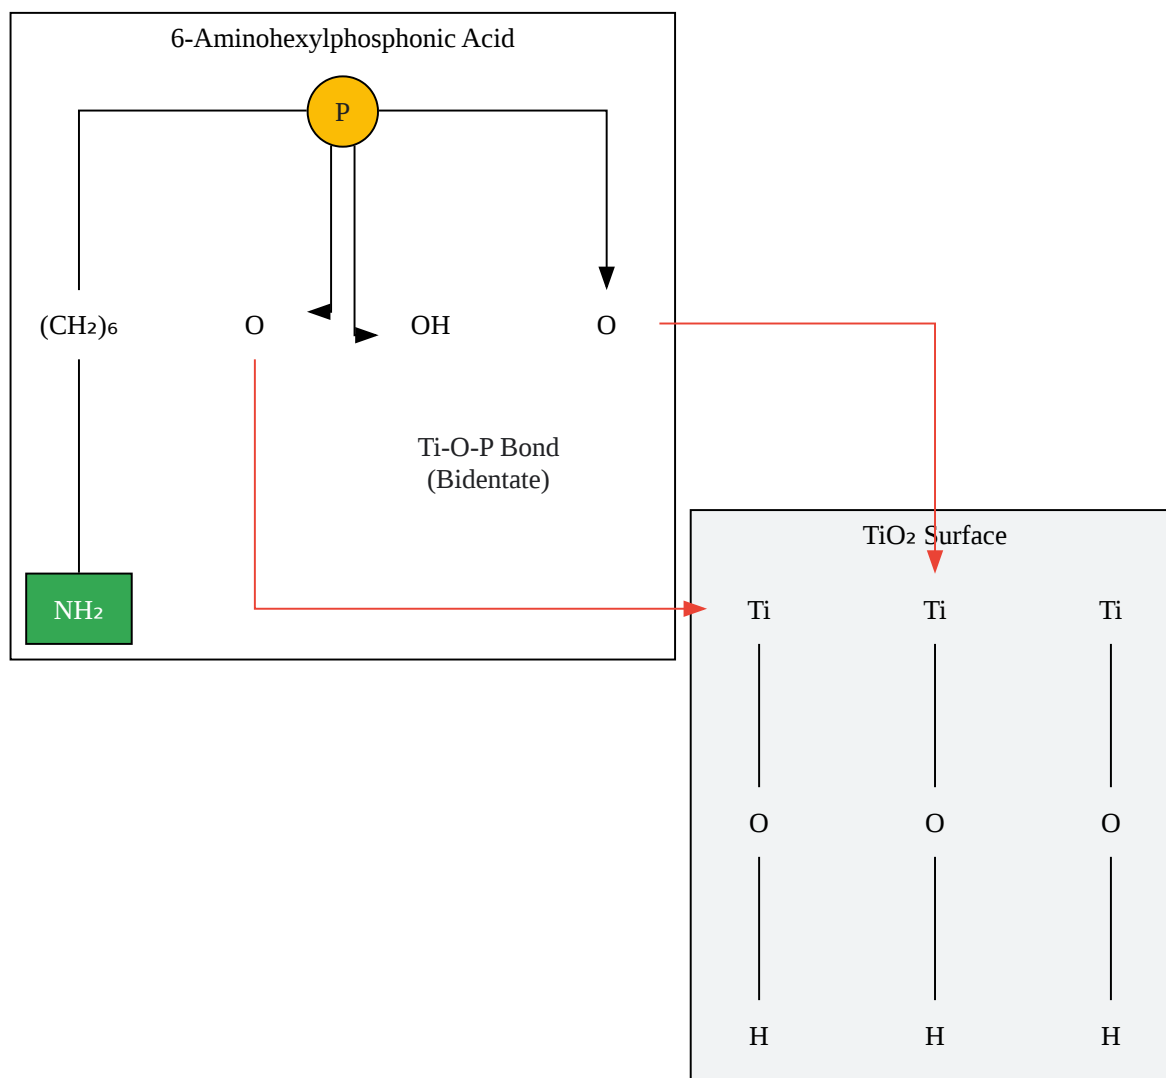 6-Aminohexylphosphonic Acid
P
(CH₂)₆ O OH O
Ti-O-P Bond
(Bidentate)
TiO₂ Surface
NH₂ Ti Ti Ti
O O O
H H H